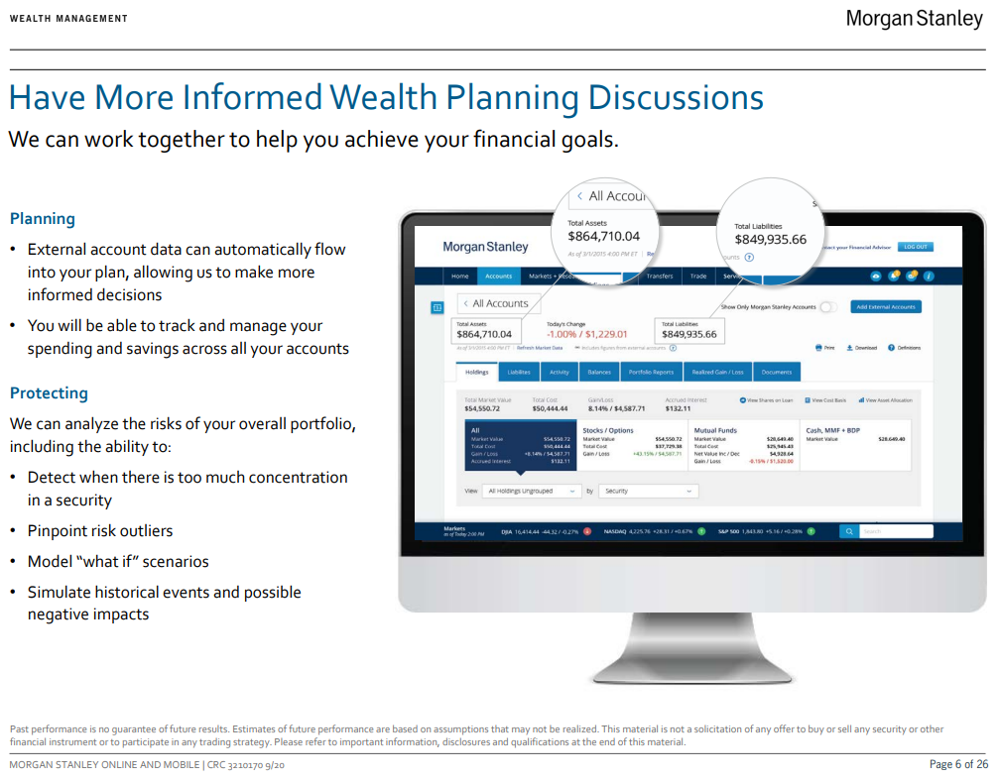 WEALTH MANAGEMENT
Morgan Stanley
Have More Informed Wealth Planning Discussions
We can work together to help you achieve your financial goals.
Planning
• External account data can automatically flow
into your plan, allowing us to make more
informed decisions
• You will be able to track and manage your
spending and savings across all your accounts
Protecting
We can analyze the risks of your overall portfolio,
including the ability to:
• Detect when there is too much concentration
in a security
• Pinpoint risk outliers
• Model “what if” scenarios
• Simulate historical events and possible
negative impacts
< All Accoun
Total Assets
$864,710.04
As of 3/1/2015 4:00 PM ET | Re
Total Liabilities
$849,935.66
ounts
Morgan Stanley
tact your Financial Advisor LOG OUT
Home Accounts Markets + Transfers Trade
< All Accounts
Show Only Morgan Stanley Accounts Add External Accounts
Total Assets Today's Change Total Liabilities
$864,710.04 -1.00% / $1,229.01 $849,935.66
As of 3/1/2015 4:00 PM ET | Refresh Market Data Includes figures from external accounts Print Download Definitions
Holdings Liabilites Activity Balances Portfolio Reports Realized Gain / Loss Documents
Total Market Value Total Cost Gain/Loss Accrued Interest View Shares on Loan View Cost Basis View Asset Allocation
$54,550.72 $50,444.44 8.14% / $4,587.71 $132.11
All Stocks / Options Mutual Funds Cash, MMF + BDP
Market Value $54,550.72 Market Value $54,550.72 Market Value $28,649.40 Market Value $28,649.40
Total Cost $50,444.44 Total Cost $37,729.38 Total Cost $25,945.43
Gain / Loss +8.14% / $4,587.71 Gain / Loss +43.15% / $4,587.71 Net Value Inc / Dec $4,928.64
Accrued Interest $132.11 Gain / Loss -0.15% / $1,520.00
View All Holdings Ungrouped by Security
Markets
as of Today 2:00 PM
DJIA 16,414.44 -44.32 / -0.27% NASDAQ 4,225.76 +28.31 / +0.67% S&P 500 1,843.80 +5.16 / +0.28% Search
Past performance is no guarantee of future results. Estimates of future performance are based on assumptions that may not be realized. This material is not a solicitation of any offer to buy or sell any security or other
financial instrument or to participate in any trading strategy. Please refer to important information, disclosures and qualifications at the end of this material.
MORGAN STANLEY ONLINE AND MOBILE | CRC 3210170 9/20
Page 6 of 26